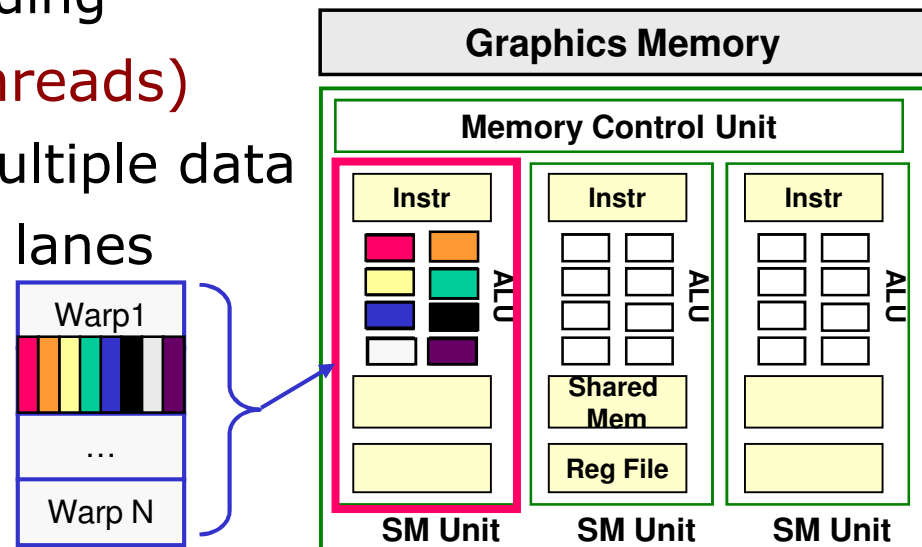 hreads)
ultiple data
lanes
Warp1
...
Warp N
Graphics Memory
Memory Control Unit
Instr
ALU
SM Unit
Instr
ALU
Shared
Mem
Reg File
SM Unit
Instr
ALU
SM Unit